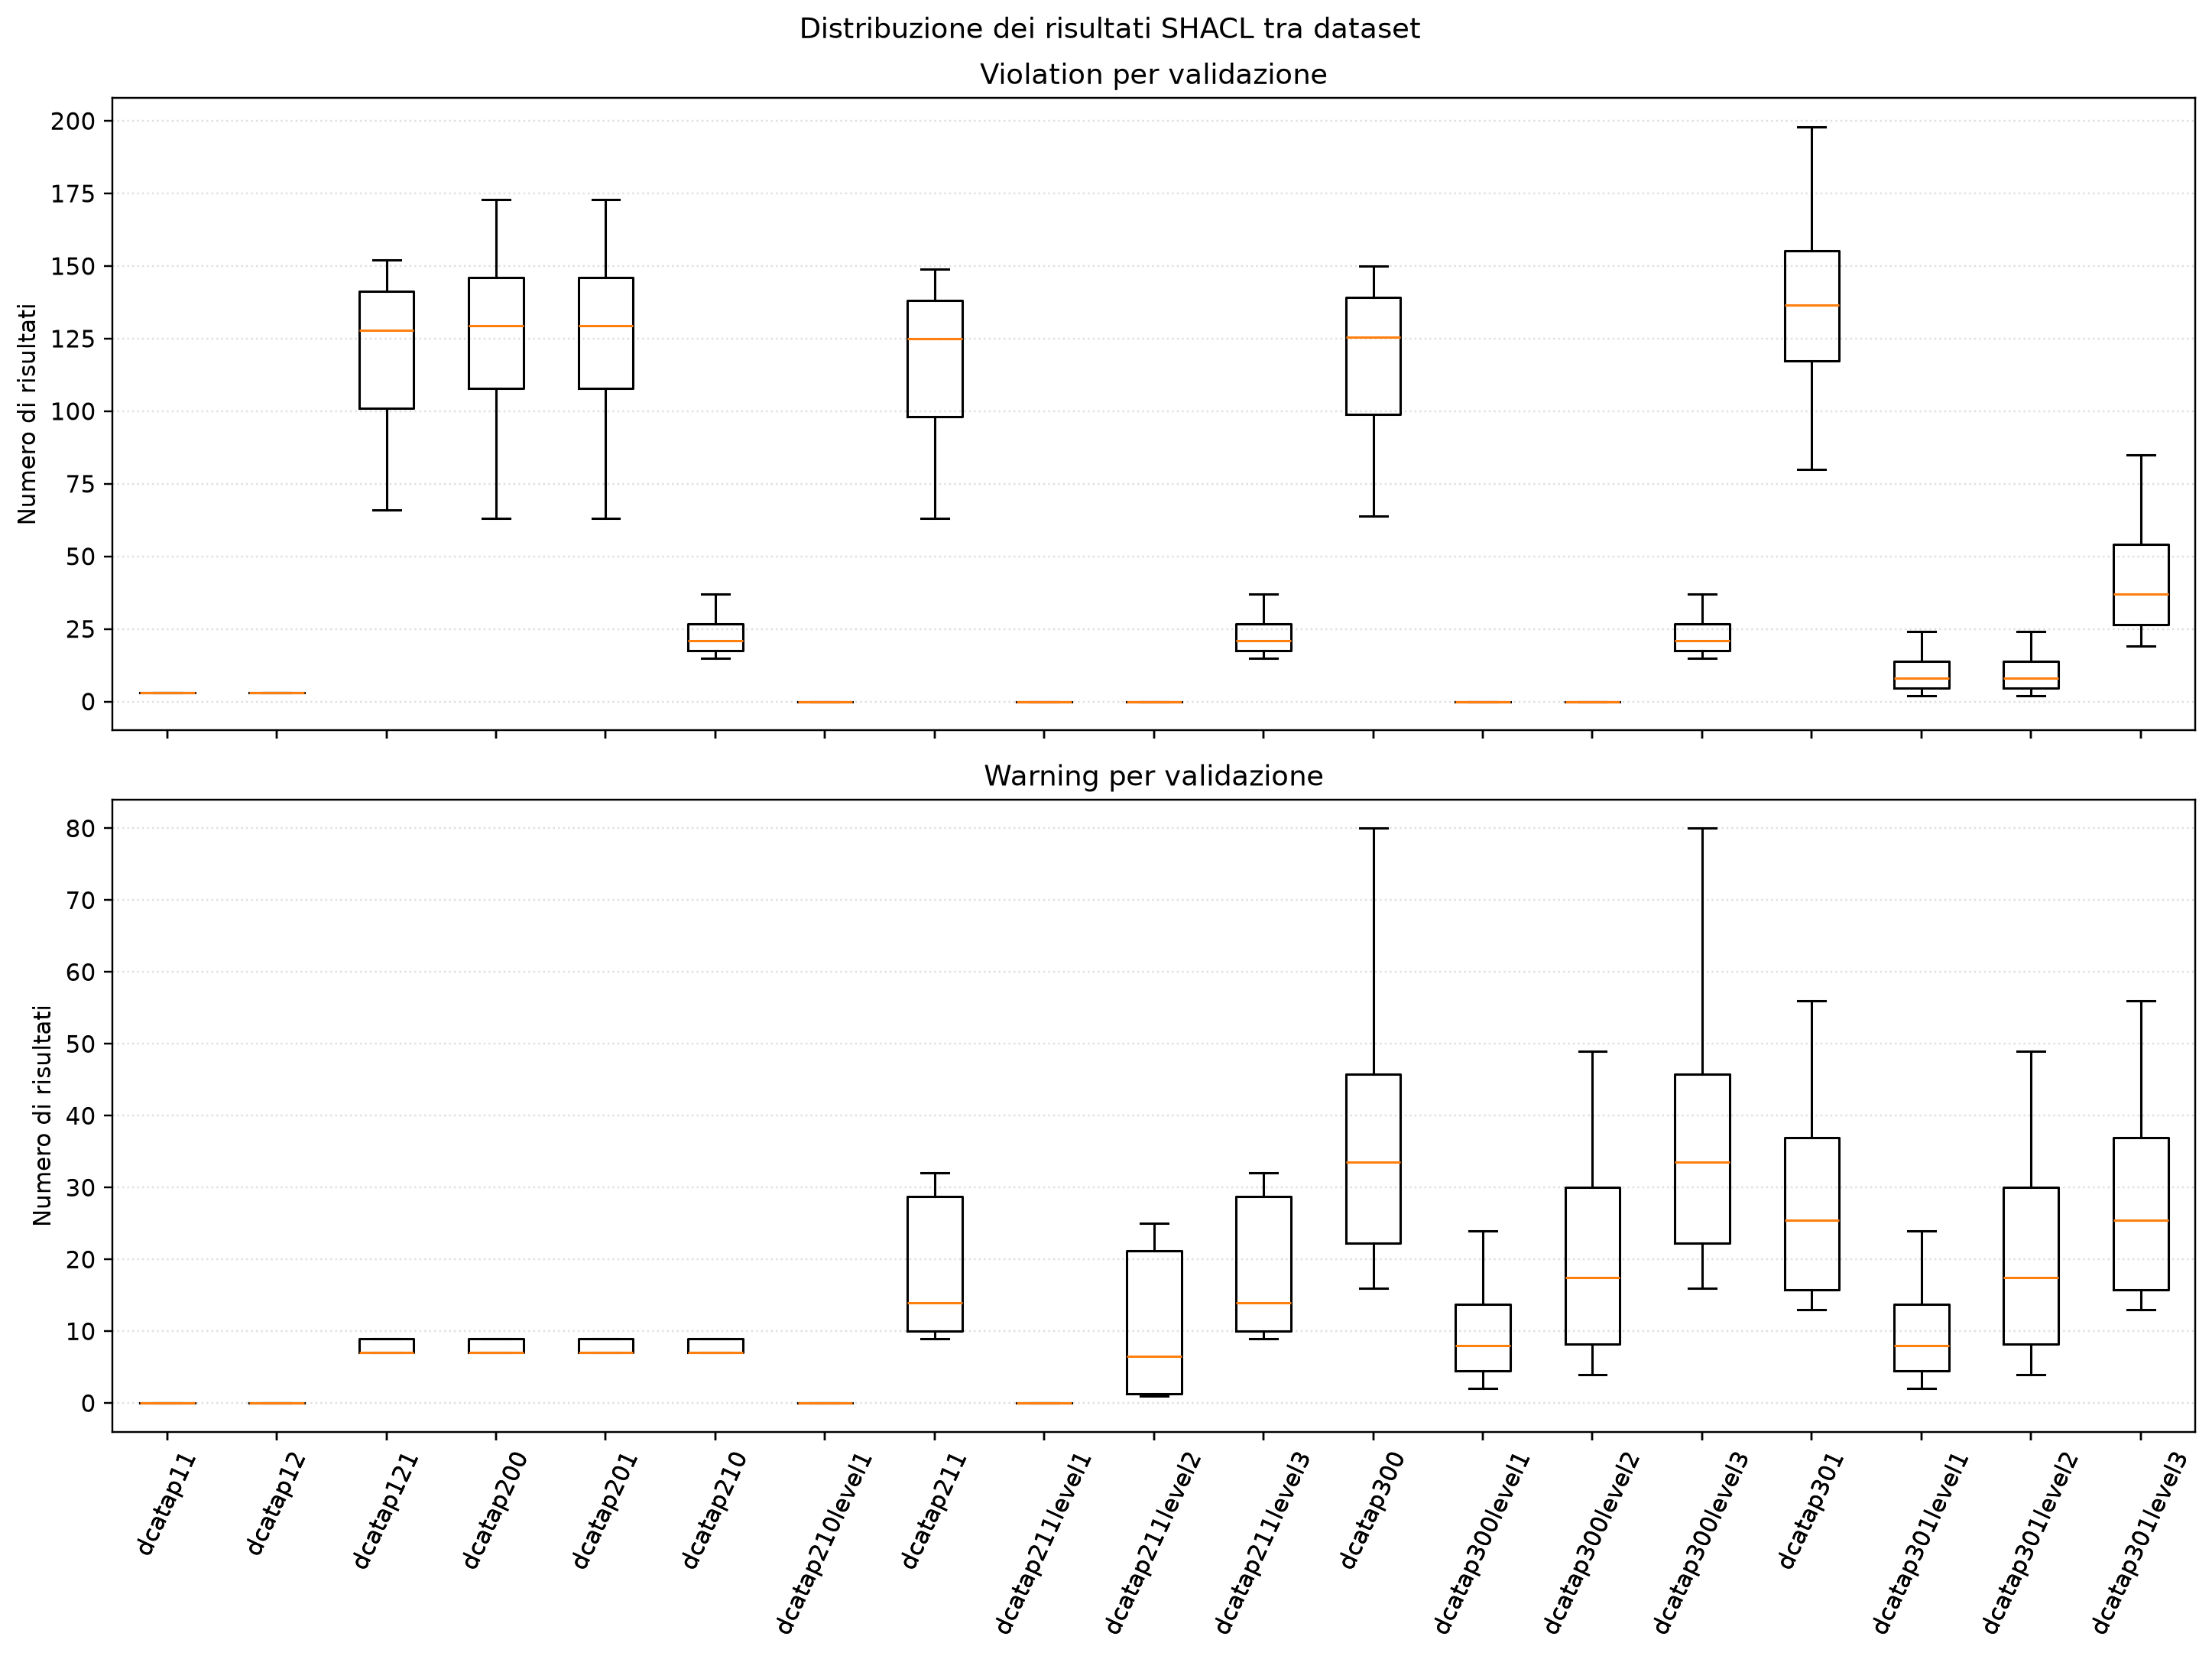 Distribuzione dei risultati SHACL tra dataset
Violation per validazione
Numero di risultati
200
175
150
125
100
75
50
25
0
Warning per validazione
Numero di risultati
80
70
60
50
40
30
20
10
0
dcatap11
dcatap12
dcatap121
dcatap200
dcatap201
dcatap210
dcatap210level1
dcatap211
dcatap211level1
dcatap211level2
dcatap211level3
dcatap300
dcatap300level1
dcatap300level2
dcatap300level3
dcatap301
dcatap301level1
dcatap301level2
dcatap301level3